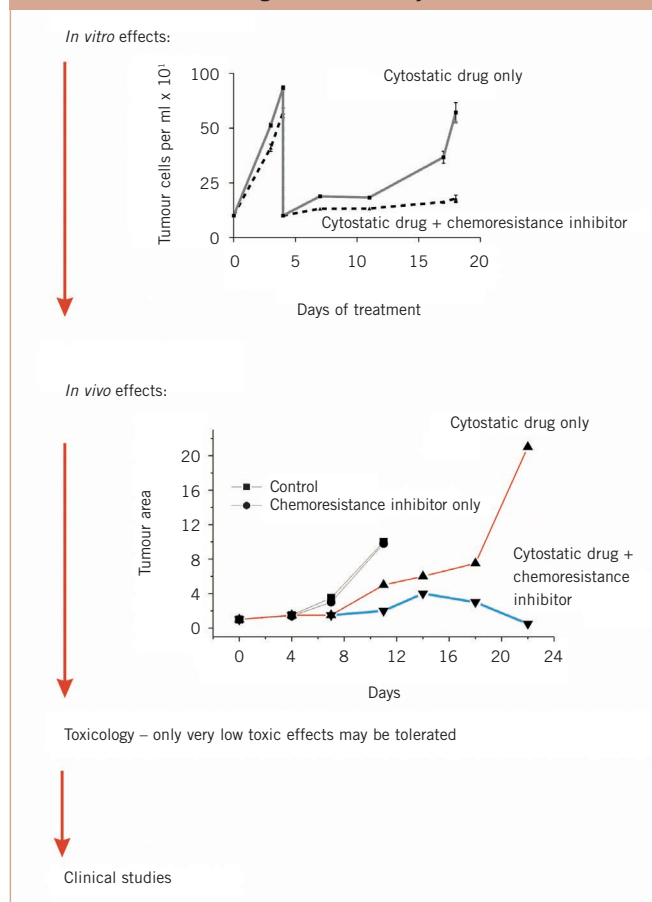 In vitro effects:
Cytostatic drug only
Tumour cells per ml x 10¹
100
50
25
0
Cytostatic drug + chemoresistance inhibitor
0 5 10 15 20
Days of treatment
In vivo effects:
Cytostatic drug only
Tumour area
20
16
12
8
4
0
Control
Chemoresistance inhibitor only
Cytostatic drug +
chemoresistance
inhibitor
0 4 8 12 16 20 24
Days
Toxicology – only very low toxic effects may be tolerated
Clinical studies